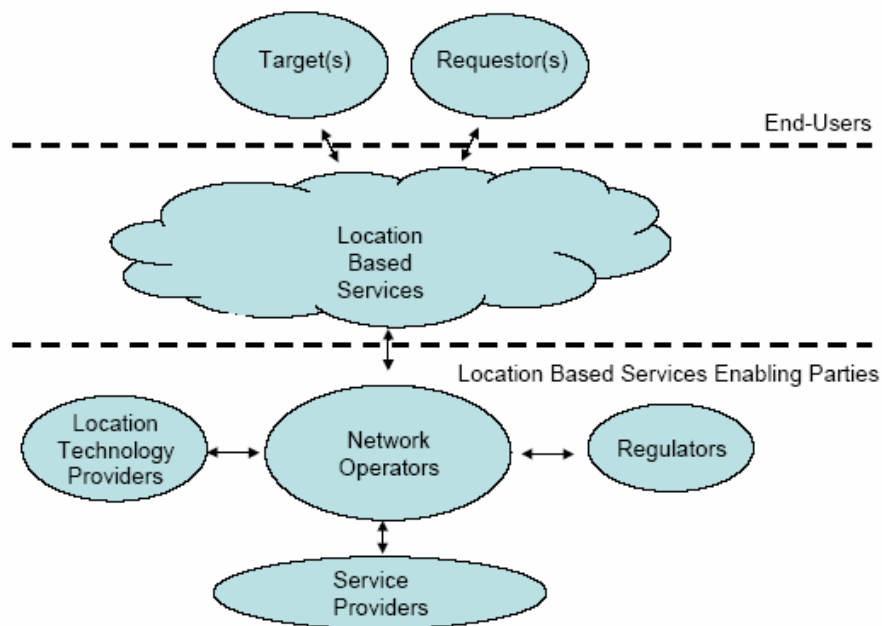 Target(s)
Requestor(s)
End-Users
Location
Based
Services
Location Based Services Enabling Parties
Location
Technology
Providers
Network
Operators
Regulators
Service
Providers